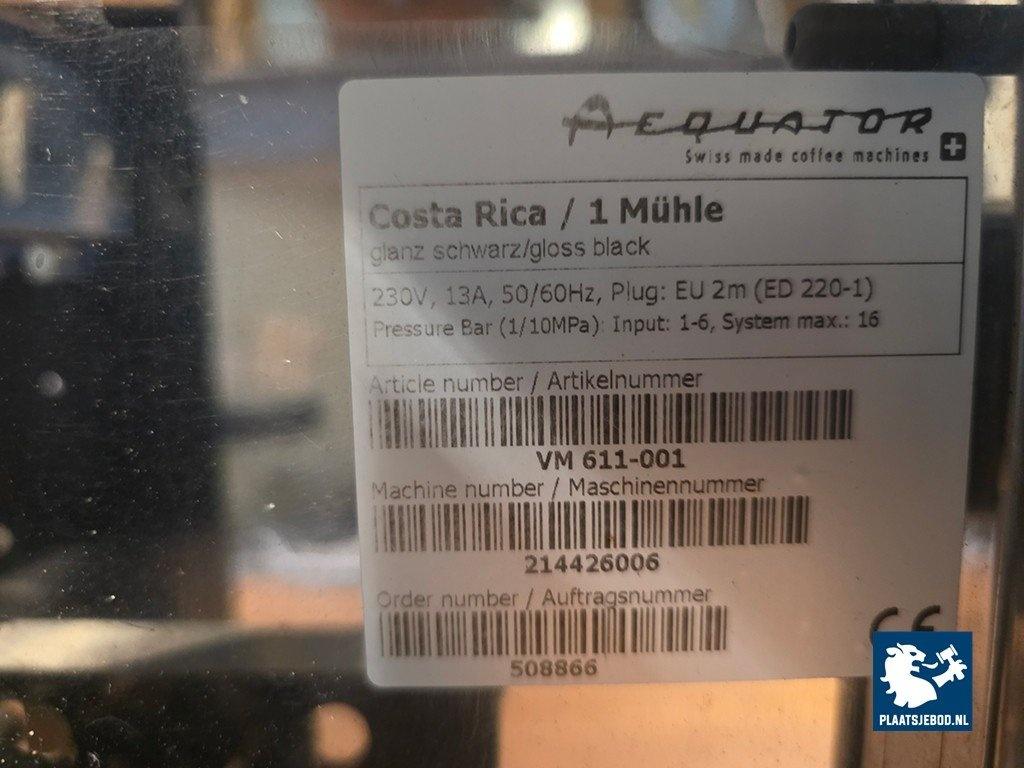 AEQUATOR
Swiss made coffee machines
Costa Rica / 1 Mühle
glanz schwarz/gloss black
230V, 13A, 50/60Hz, Plug: EU 2m (ED 220-1)
Pressure Bar (1/10MPa): Input: 1-6, System max.: 16
Article number / Artikelnummer
VM 611-001
Machine number / Maschinennummer
214426006
Order number / Auftragsnummer
508866
CE
PLAATSJEBOD.NL